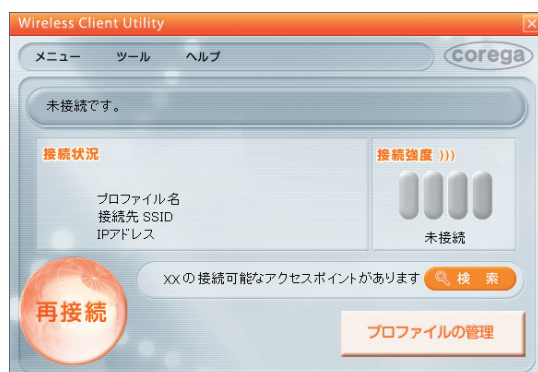 Wireless Client Utility
メニュー ツール ヘルプ
corega
未接続です。
接続状況
接続強度 )))
プロファイル名
接続先 SSID
IPアドレス
未接続
xxの接続可能なアクセスポイントがあります 検 索
再接続
プロファイルの管理